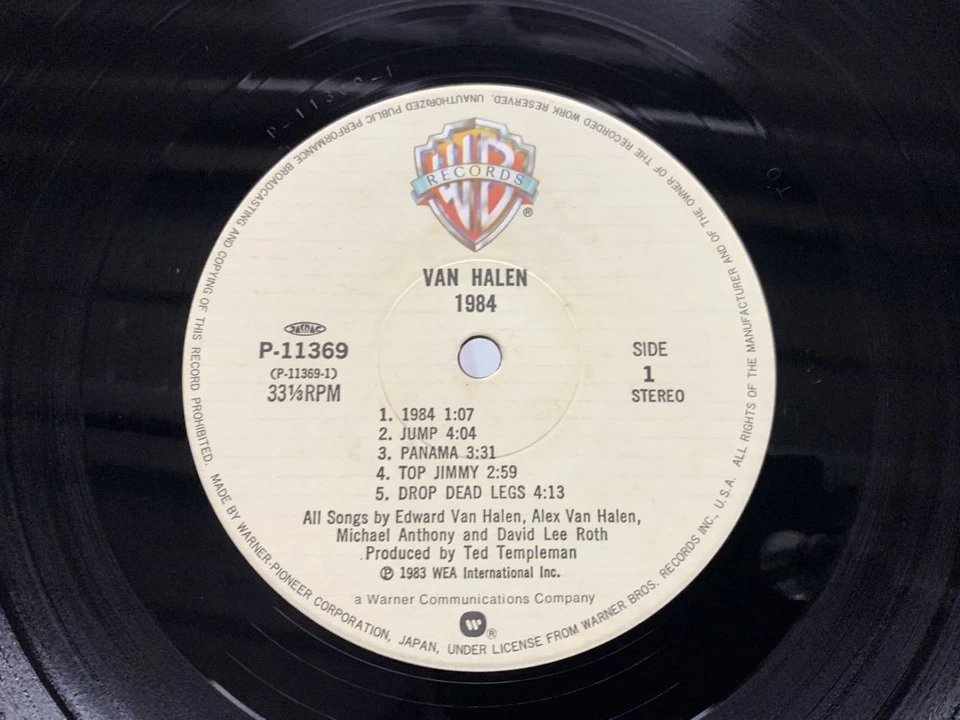 P-11369-1
WB
RECORDS
®
VAN HALEN
1984
JASRAC
P-11369
(P-11369-1)
33⅓RPM
SIDE
1
STEREO
1. 1984 1:07
2. JUMP 4:04
3. PANAMA 3:31
4. TOP JIMMY 2:59
5. DROP DEAD LEGS 4:13
All Songs by Edward Van Halen, Alex Van Halen,
Michael Anthony and David Lee Roth
Produced by Ted Templeman
℗ 1983 WEA International Inc.
a Warner Communications Company
®
MADE BY WARNER-PIONEER CORPORATION, JAPAN, UNDER LICENSE FROM WARNER BROS. RECORDS INC., U.S.A. ALL RIGHTS OF THE MANUFACTURER AND OF THE OWNER OF THE RECORDED WORK RESERVED. UNAUTHORIZED PUBLIC PERFORMANCE BROADCASTING AND COPYING OF THIS RECORD PROHIBITED.